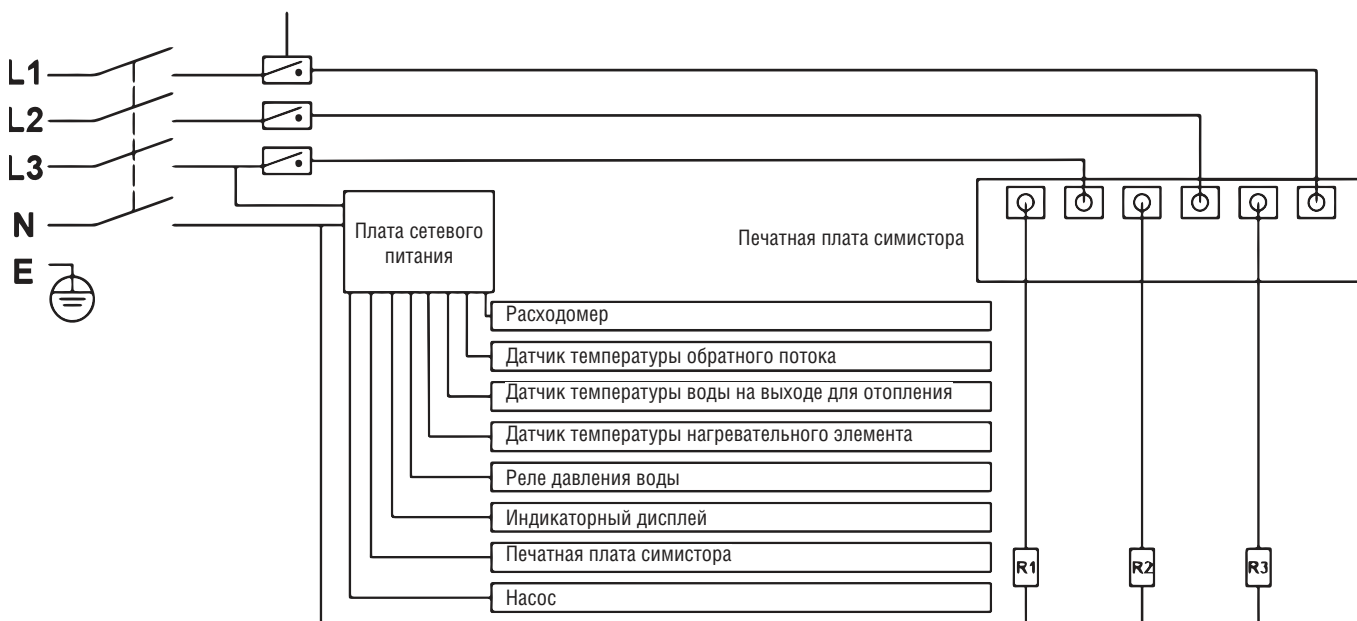 L1
L2
L3
N
E
Плата сетевого
питания
Печатная плата симистора
Расходомер
Датчик температуры обратного потока
Датчик температуры воды на выходе для отопления
Датчик температуры нагревательного элемента
Реле давления воды
Индикаторный дисплей
Печатная плата симистора
Насос
R1
R2
R3